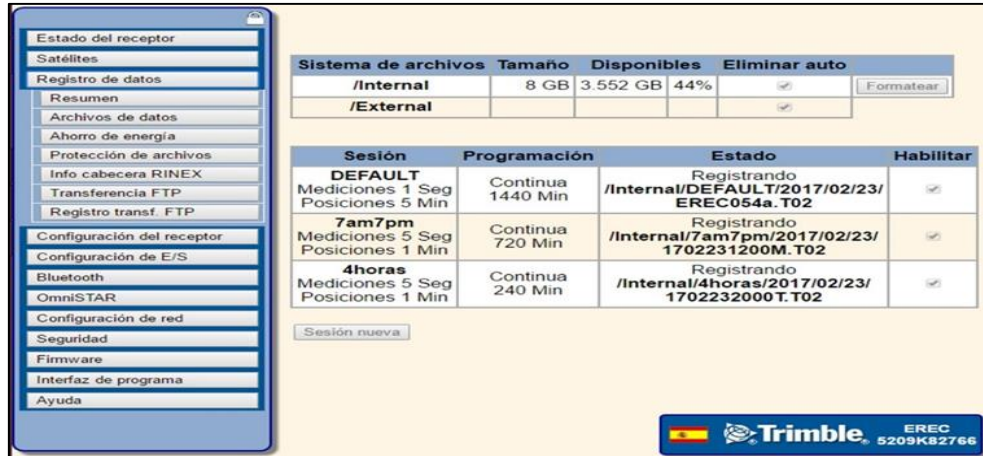 Estado del receptor
Satélites
Registro de datos
Resumen
Archivos de datos
Ahorro de energía
Protección de archivos
Info cabecera RINEX
Transferencia FTP
Registro transf. FTP
Configuración del receptor
Configuración de E/S
Bluetooth
OmniSTAR
Configuración de red
Seguridad
Firmware
Interfaz de programa
Ayuda
Sistema de archivos Tamaño Disponibles Eliminar auto
/Internal 8 GB 3.552 GB 44% Formatear
/External
Sesión Programación Estado Habilitar
DEFAULT
Mediciones 1 Seg
Posiciones 5 Min
Continua
1440 Min
Registrando
/Internal/DEFAULT/2017/02/23/
EREC054a.T02
7am7pm
Mediciones 5 Seg
Posiciones 1 Min
Continua
720 Min
Registrando
/Internal/7am7pm/2017/02/23/
1702231200M.T02
4horas
Mediciones 5 Seg
Posiciones 1 Min
Continua
240 Min
Registrando
/Internal/4horas/2017/02/23/
1702232000T.T02
Sesión nueva
Trimble®
EREC
5209K82766